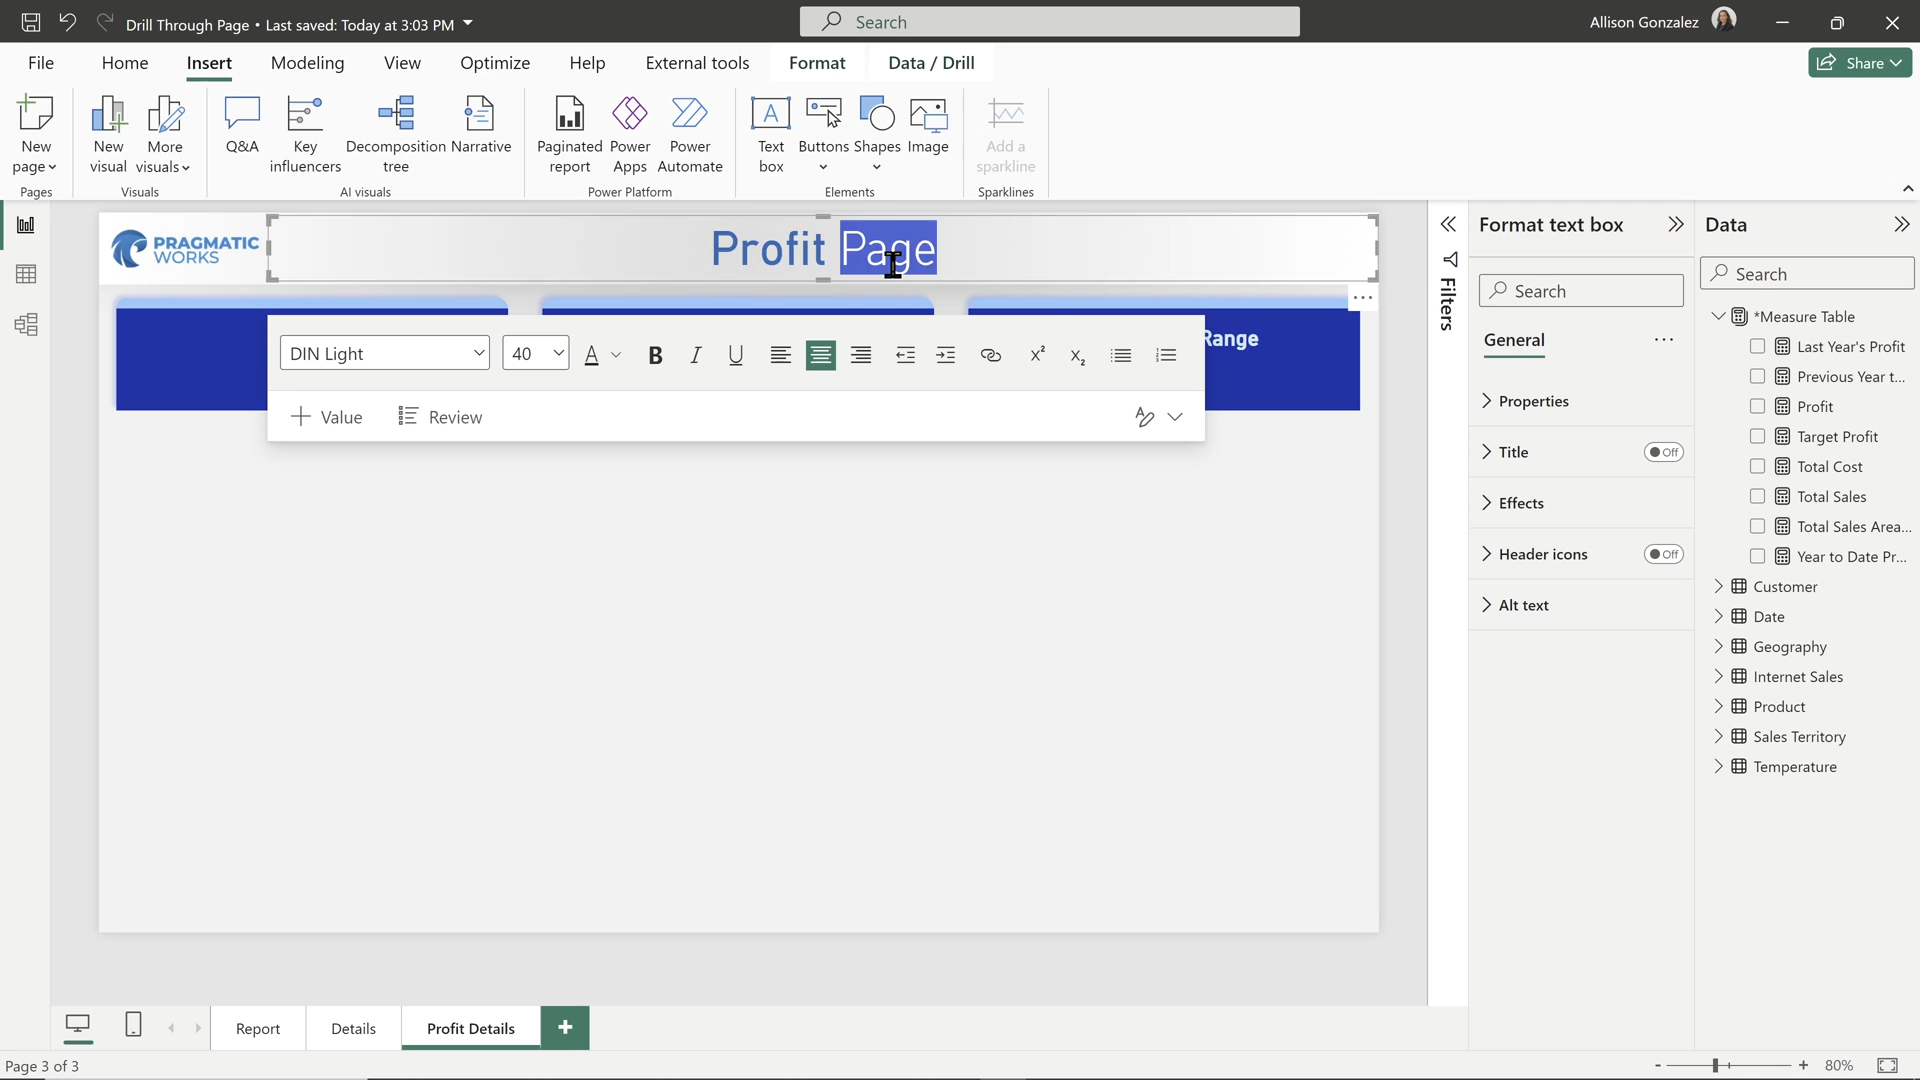 Drill Through Page • Last saved: Today at 3:03 PM
Search
Allison Gonzalez
File
Home
Insert
Modeling
View
Optimize
Help
External tools
Format
Data / Drill
Share
New page
New visual
More visuals
Q&A
Key influencers
Decomposition tree
Narrative
Paginated report
Power Apps
Power Automate
Text box
Buttons
Shapes
Image
Add a sparkline
Pages
Visuals
AI visuals
Power Platform
Elements
Sparklines
PRAGMATIC
WORKS
Profit Page
Range
DIN Light
40
Value
Review
Filters
Format text box
Search
General
Properties
Title
Off
Effects
Header icons
Off
Alt text
Data
Search
*Measure Table
Last Year's Profit
Previous Year t...
Profit
Target Profit
Total Cost
Total Sales
Total Sales Area...
Year to Date Pr...
Customer
Date
Geography
Internet Sales
Product
Sales Territory
Temperature
Report
Details
Profit Details
Page 3 of 3
80%